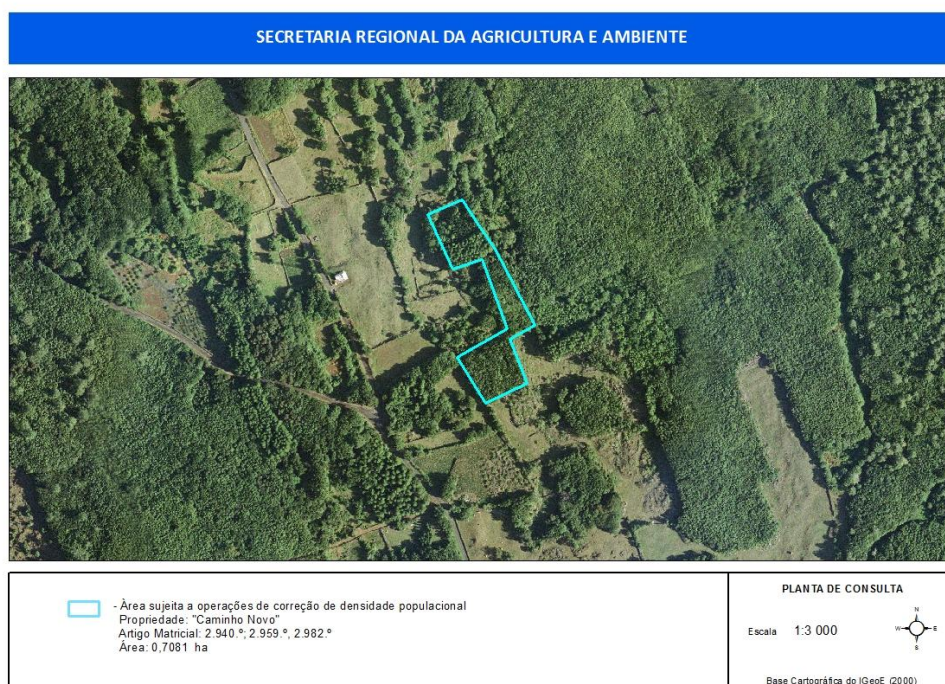 SECRETARIA REGIONAL DA AGRICULTURA E AMBIENTE
- Área sujeita a operações de correção de densidade populacional
Propriedade: "Caminho Novo"
Artigo Matricial: 2.940.º; 2.959.º, 2.982.º
Área: 0,7081 ha
PLANTA DE CONSULTA
Escala 1:3 000
N
W E
S
Base Cartográfica do IGeoE (2000)